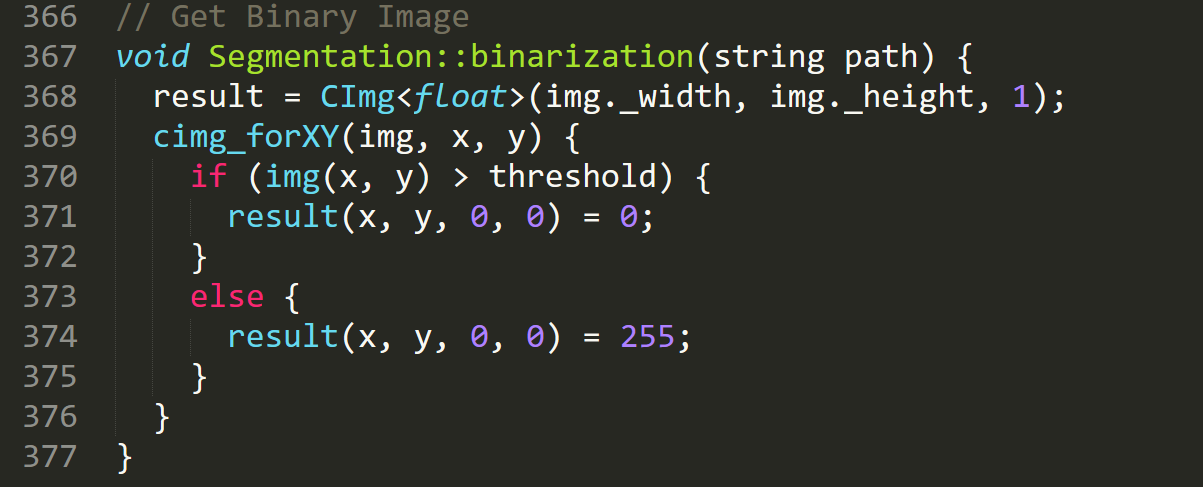 366 // Get Binary Image
367 void Segmentation::binarization(string path) {
368   result = CImg<float>(img._width, img._height, 1);
369   cimg_forXY(img, x, y) {
370     if (img(x, y) > threshold) {
371       result(x, y, 0, 0) = 0;
372     }
373     else {
374       result(x, y, 0, 0) = 255;
375     }
376   }
377 }